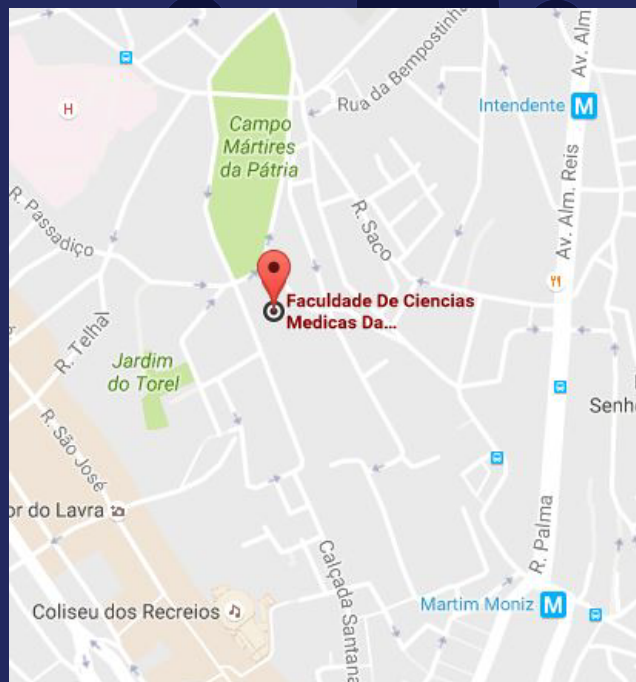 Av. Alm.
Rua da Bempostinha
Intendente M
H
Campo
Mártires
da Pátria
Av. Alm. Reis
R. Passadiço
R. Saco
Faculdade De Ciencias
Medicas Da...
R. Telhal
Jardim
do Torel
Senho
R. São José
or do Lavra
R. Palma
Calçada Santana
Martim Moniz M
Coliseu dos Recreios